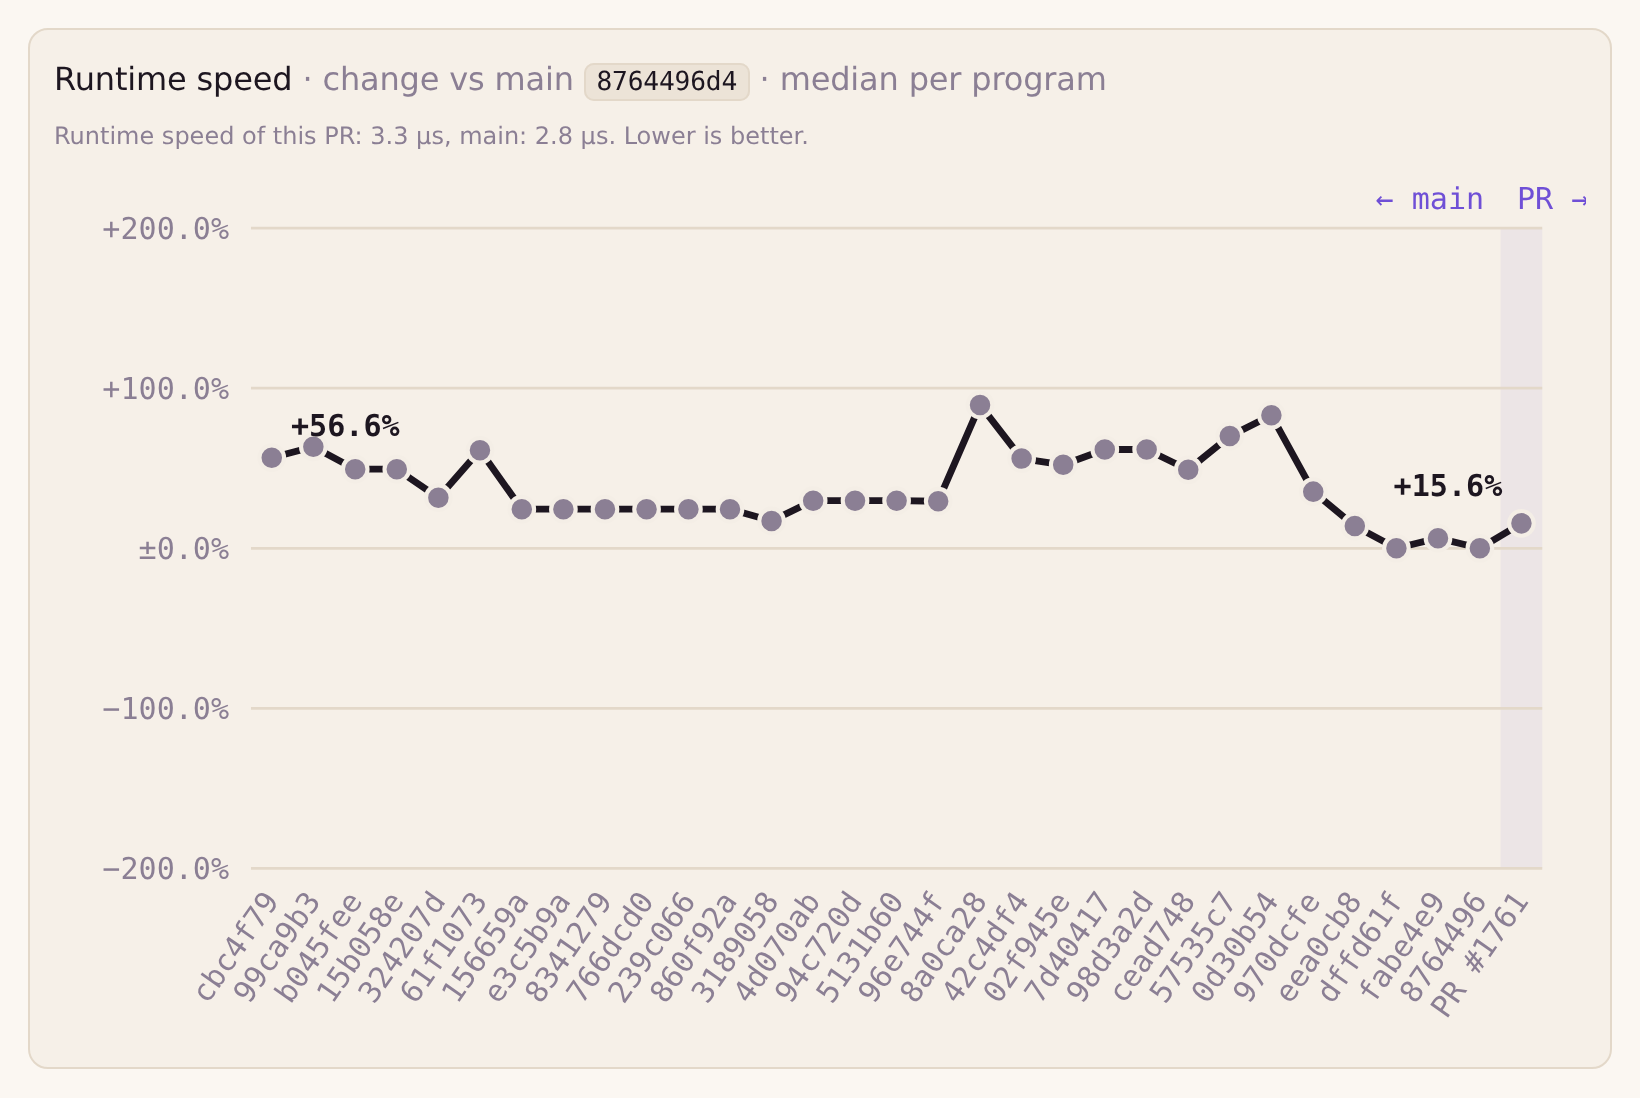 Runtime speed · change vs main 8764496d4 · median per program
Runtime speed of this PR: 3.3 µs, main: 2.8 µs. Lower is better.
← main PR →
+200.0%
+100.0%
+56.6%
+15.6%
±0.0%
−100.0%
−200.0%
cbc4f79
99ca9b3
b045fee
15b058e
324207d
61f1073
156659a
e3c5b9a
8341279
766dcd0
239c066
860f92a
3189058
4d070ab
94c720d
5131b60
96e744f
8a0ca28
42c4df4
02f945e
7d40417
98d3a2d
cead748
57535c7
0d30b54
970dcfe
eea0cb8
dffd61f
fabe4e9
8764496
PR #1761